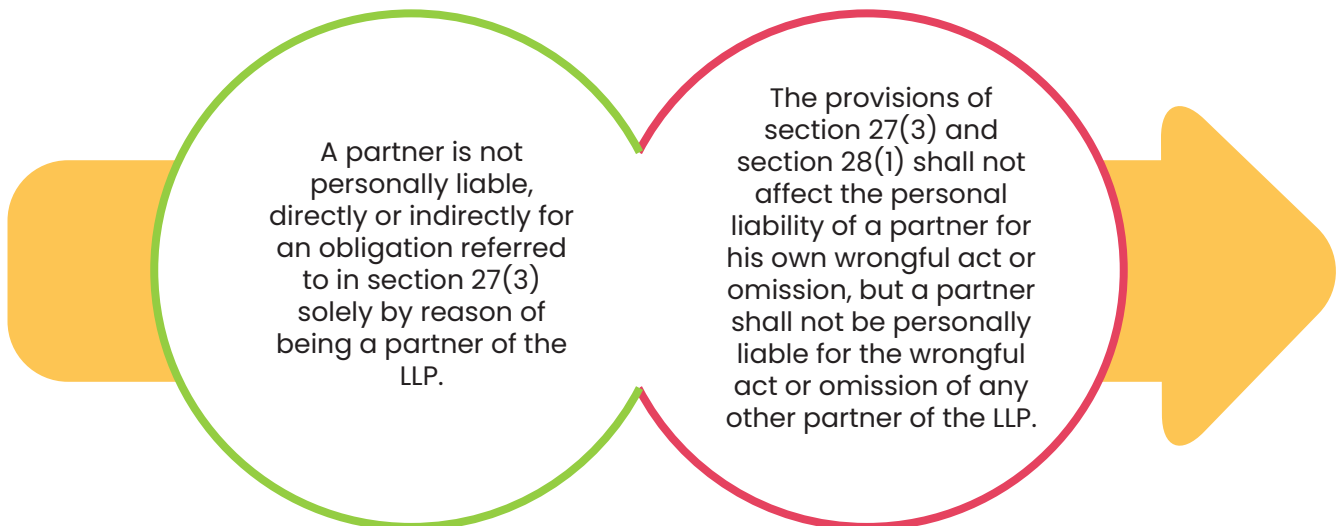 A partner is not
personally liable,
directly or indirectly for
an obligation referred
to in section 27(3)
solely by reason of
being a partner of the
LLP.
The provisions of
section 27(3) and
section 28(1) shall not
affect the personal
liability of a partner for
his own wrongful act or
omission, but a partner
shall not be personally
liable for the wrongful
act or omission of any
other partner of the LLP.